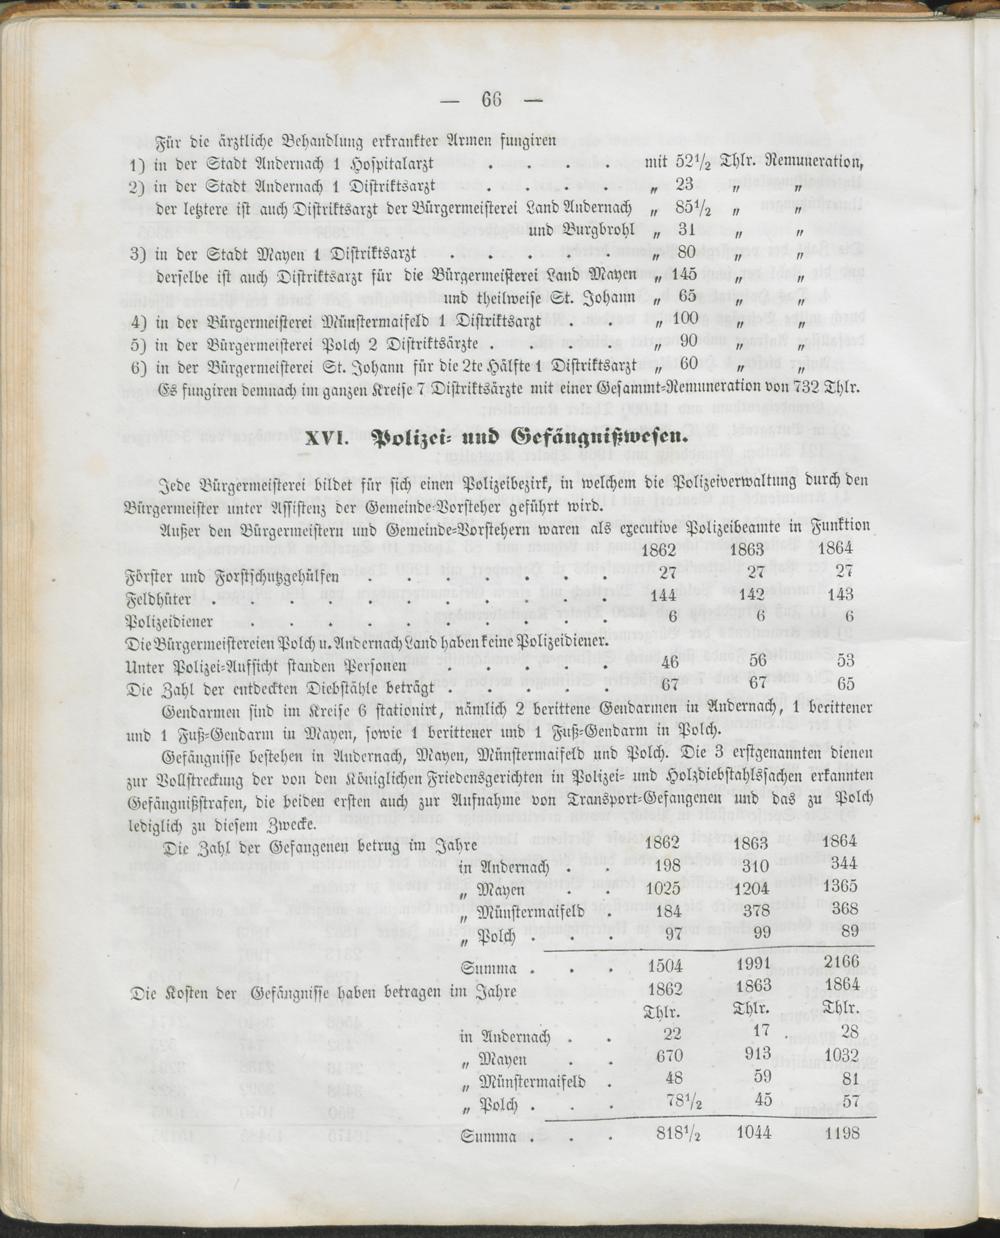 — 66 —
Für die ärztliche Behandlung erkrankter Armen fungiren
1) in der Stadt Andernach 1 Hospitalarzt . . . . mit 52½ Thlr. Remuneration,
2) in der Stadt Andernach 1 Distriktsarzt . . . . „ 23 „ „
der letztere ist auch Distriktsarzt der Bürgermeisterei Land Andernach „ 85½ „ „
und Burgbrohl „ 31 „ „
3) in der Stadt Mayen 1 Distriktsarzt . . . . . „ 80 „ „
derselbe ist auch Distriktsarzt für die Bürgermeisterei Land Mayen „ 145 „ „
und theilweise St. Johann „ 65 „ „
4) in der Bürgermeisterei Münstermaifeld 1 Distriktsarzt . . „ 100 „ „
5) in der Bürgermeisterei Polch 2 Distriktsärzte . . . . „ 90 „ „
6) in der Bürgermeisterei St. Johann für die 2te Hälfte 1 Distriktsarzt „ 60 „ „
Es fungiren demnach im ganzen Kreise 7 Distriktsärzte mit einer Gesammt-Remuneration von 732 Thlr.
XVI. Polizei- und Gefängnißwesen.
Jede Bürgermeisterei bildet für sich einen Polizeibezirk, in welchem die Polizeiverwaltung durch den
Bürgermeister unter Assistenz der Gemeinde-Vorsteher geführt wird.
Außer den Bürgermeistern und Gemeinde-Vorstehern waren als executive Polizeibeamte in Funktion
1862 1863 1864
Förster und Forstschutzgehülfen . . . . . . . 27 27 27
Feldhüter . . . . . . . . . . 144 142 143
Polizeidiener . . . . . . . . . 6 6 6
Die Bürgermeistereien Polch u. Andernach Land haben keine Polizeidiener.
Unter Polizei-Aufsicht standen Personen . . . . . 46 56 53
Die Zahl der entdeckten Diebstähle beträgt . . . . . 67 67 65
Gendarmen sind im Kreise 6 stationirt, nämlich 2 berittene Gendarmen in Andernach, 1 berittener
und 1 Fuß-Gendarm in Mayen, sowie 1 berittener und 1 Fuß-Gendarm in Polch.
Gefängnisse bestehen in Andernach, Mayen, Münstermaifeld und Polch. Die 3 erstgenannten dienen
zur Vollstreckung der von den Königlichen Friedensgerichten in Polizei- und Holzdiebstahlssachen erkannten
Gefängnißstrafen, die beiden ersten auch zur Aufnahme von Transport-Gefangenen und das zu Polch
lediglich zu diesem Zwecke.
Die Zahl der Gefangenen betrug im Jahre 1862 1863 1864
in Andernach . . 198 310 344
„ Mayen . . 1025 1204 1365
„ Münstermaifeld . 184 378 368
„ Polch . . . 97 99 89
Summa . . . 1504 1991 2166
Die Kosten der Gefängnisse haben betragen im Jahre 1862 1863 1864
Thlr. Thlr. Thlr.
in Andernach . . 22 17 28
„ Mayen . . 670 913 1032
„ Münstermaifeld . 48 59 81
„ Polch . . . 78½ 45 57
Summa . . . 818½ 1044 1198